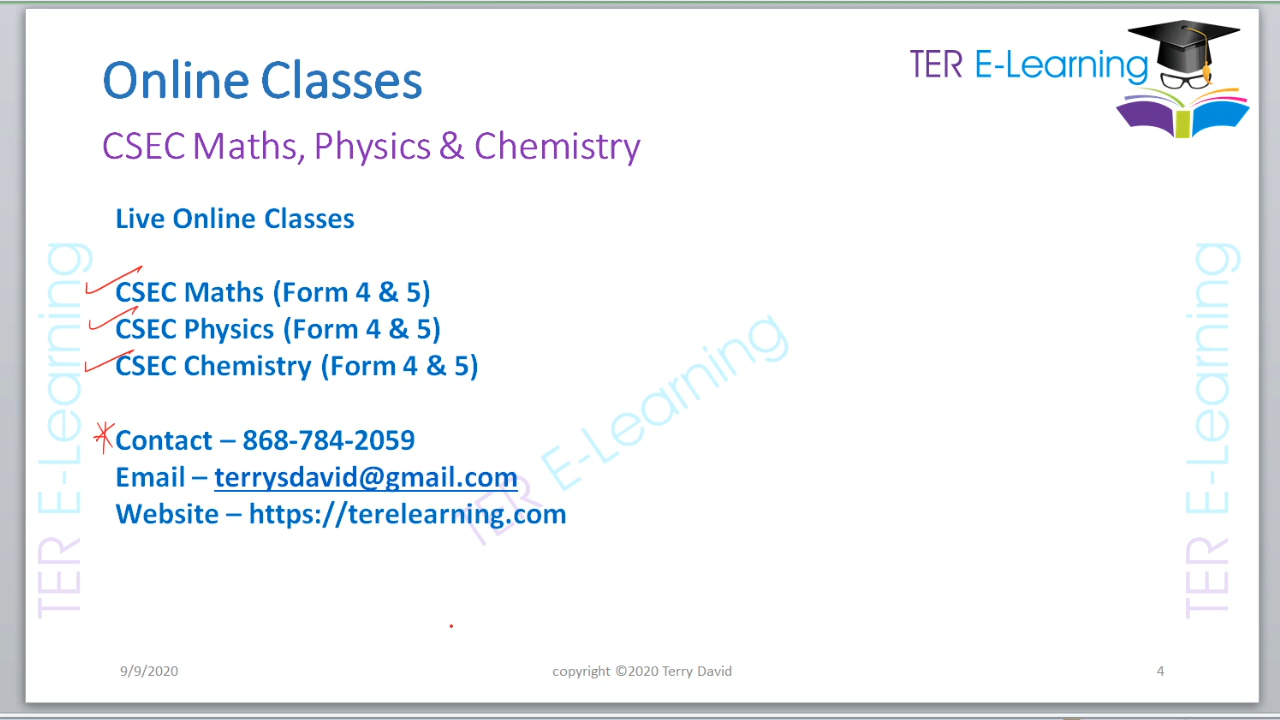 Online Classes
TER E-Learning
CSEC Maths, Physics & Chemistry
Live Online Classes
CSEC Maths (Form 4 & 5)
CSEC Physics (Form 4 & 5)
CSEC Chemistry (Form 4 & 5)
Contact – 868-784-2059
Email – terrysdavid@gmail.com
Website – https://terelearning.com
TER E-Learning
TER E-Learning
TER E-Learning
9/9/2020
copyright ©2020 Terry David
4